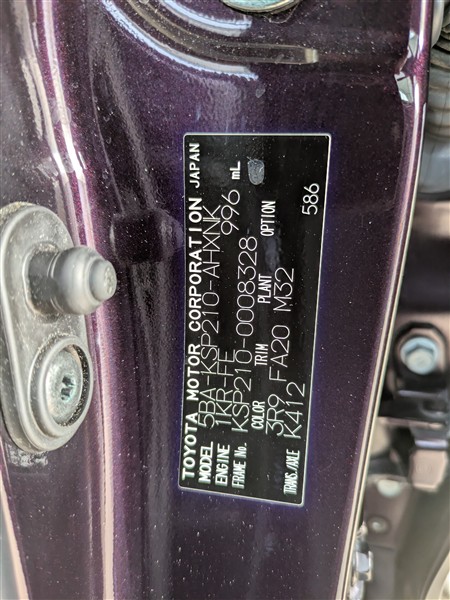 TOYOTA MOTOR CORPORATION JAPAN
MODEL 5BA-KSP210-AHXNK
ENGINE 1KR-FE 996 mL
FRAME No. KSP210-0008328
COLOR TRIM PLANT OPTION
3R9 FA20 M32
TRANS./AXLE K412 586